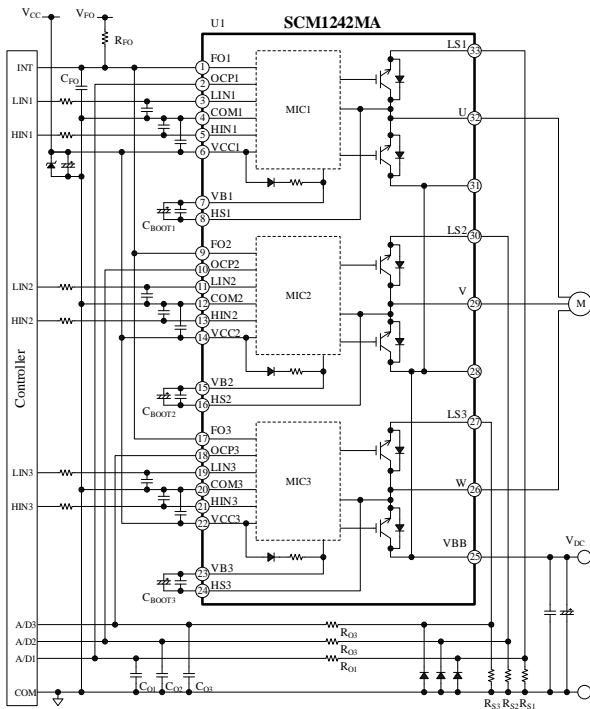 VCC
VFO
U1
SCM1242MA
RFO
INT
CFO
LIN1
HIN1
1
FO1
2
OCP1
3
LIN1
4
COM1
5
HIN1
6
VCC1
7
VB1
8
HS1
CBOOT1
MIC1
LS1
33
U
32
31
9
FO2
10
OCP2
11
LIN2
12
COM2
13
HIN2
14
VCC2
15
VB2
16
HS2
LIN2
HIN2
CBOOT2
MIC2
LS2
30
V
29
M
28
Controller
17
FO3
18
OCP3
19
LIN3
20
COM3
21
HIN3
22
VCC3
23
VB3
24
HS3
LIN3
HIN3
CBOOT3
MIC3
LS3
27
W
26
VBB
25
VDC
A/D3
A/D2
A/D1
COM
RO3
RO3
RO1
CO1
CO2
CO3
RS3
RS2
RS1